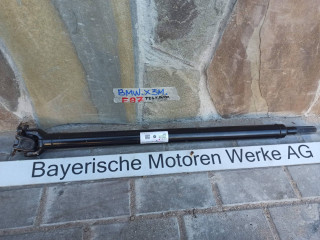 BMW.X3M.
F97
Bayerische Motoren Werke AG